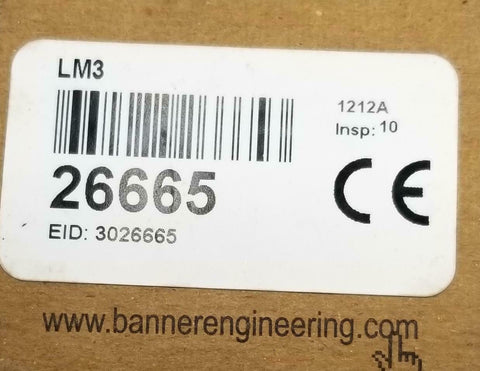 LM3
1212A
Insp: 10
26665
EID: 3026665
CE
www.bannerengineering.com